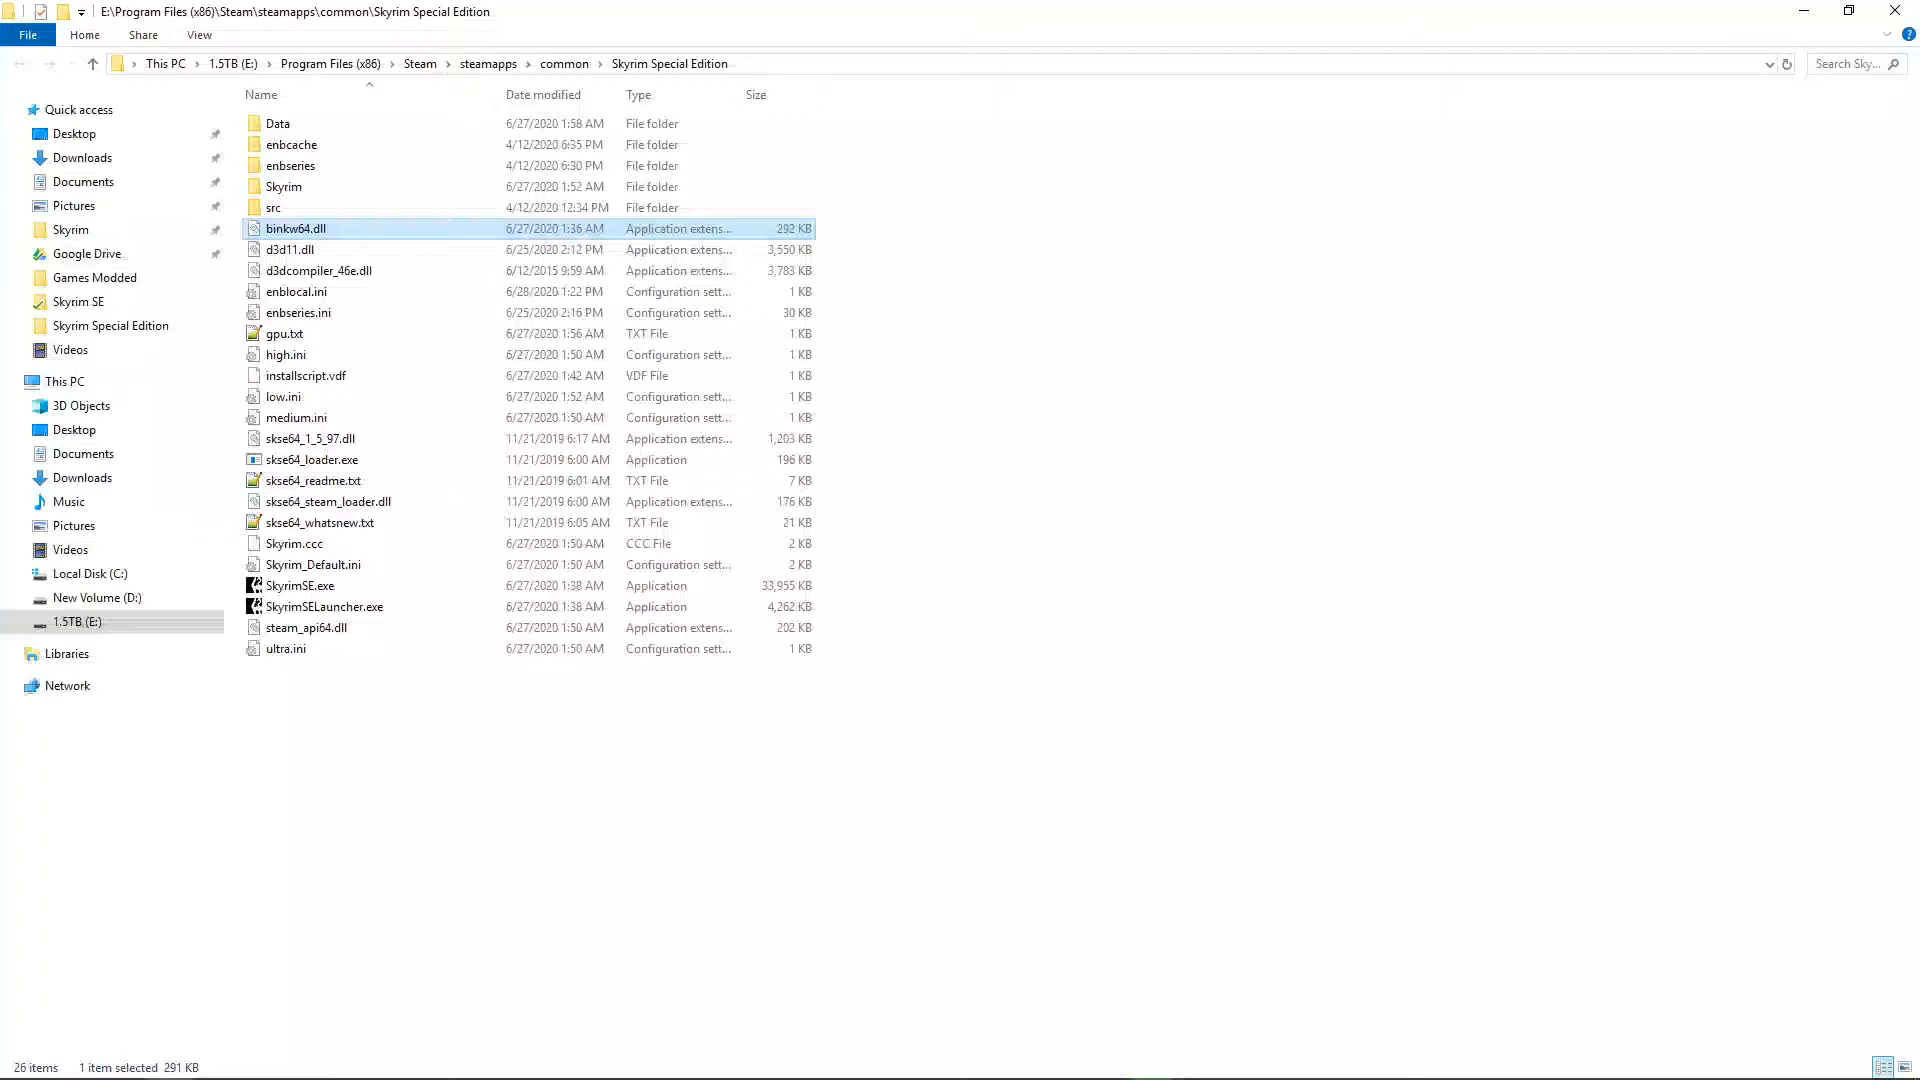 E:\Program Files (x86)\Steam\steamapps\common\Skyrim Special Edition
File Home Share View
This PC 1.5TB (E:) Program Files (x86) Steam steamapps common Skyrim Special Edition
Search Sky...
Name Date modified Type Size
Quick access
Desktop
Downloads
Documents
Pictures
Skyrim
Google Drive
Games Modded
Skyrim SE
Skyrim Special Edition
Videos
This PC
3D Objects
Desktop
Documents
Downloads
Music
Pictures
Videos
Local Disk (C:)
New Volume (D:)
1.5TB (E:)
Libraries
Network
Data 6/27/2020 1:58 AM File folder
enbcache 4/12/2020 6:35 PM File folder
enbseries 4/12/2020 6:30 PM File folder
Skyrim 6/27/2020 1:52 AM File folder
src 4/12/2020 12:34 PM File folder
binkw64.dll 6/27/2020 1:36 AM Application extens... 292 KB
d3d11.dll 6/25/2020 2:12 PM Application extens... 3,550 KB
d3dcompiler_46e.dll 6/12/2015 9:59 AM Application extens... 3,783 KB
enblocal.ini 6/28/2020 1:22 PM Configuration sett... 1 KB
enbseries.ini 6/25/2020 2:16 PM Configuration sett... 30 KB
gpu.txt 6/27/2020 1:56 AM TXT File 1 KB
high.ini 6/27/2020 1:50 AM Configuration sett... 1 KB
installscript.vdf 6/27/2020 1:42 AM VDF File 1 KB
low.ini 6/27/2020 1:52 AM Configuration sett... 1 KB
medium.ini 6/27/2020 1:50 AM Configuration sett... 1 KB
skse64_1_5_97.dll 11/21/2019 6:17 AM Application extens... 1,203 KB
skse64_loader.exe 11/21/2019 6:00 AM Application 196 KB
skse64_readme.txt 11/21/2019 6:01 AM TXT File 7 KB
skse64_steam_loader.dll 11/21/2019 6:00 AM Application extens... 176 KB
skse64_whatsnew.txt 11/21/2019 6:05 AM TXT File 21 KB
Skyrim.ccc 6/27/2020 1:50 AM CCC File 2 KB
Skyrim_Default.ini 6/27/2020 1:50 AM Configuration sett... 2 KB
SkyrimSE.exe 6/27/2020 1:38 AM Application 33,955 KB
SkyrimSELauncher.exe 6/27/2020 1:38 AM Application 4,262 KB
steam_api64.dll 6/27/2020 1:50 AM Application extens... 202 KB
ultra.ini 6/27/2020 1:50 AM Configuration sett... 1 KB
26 items 1 item selected 291 KB